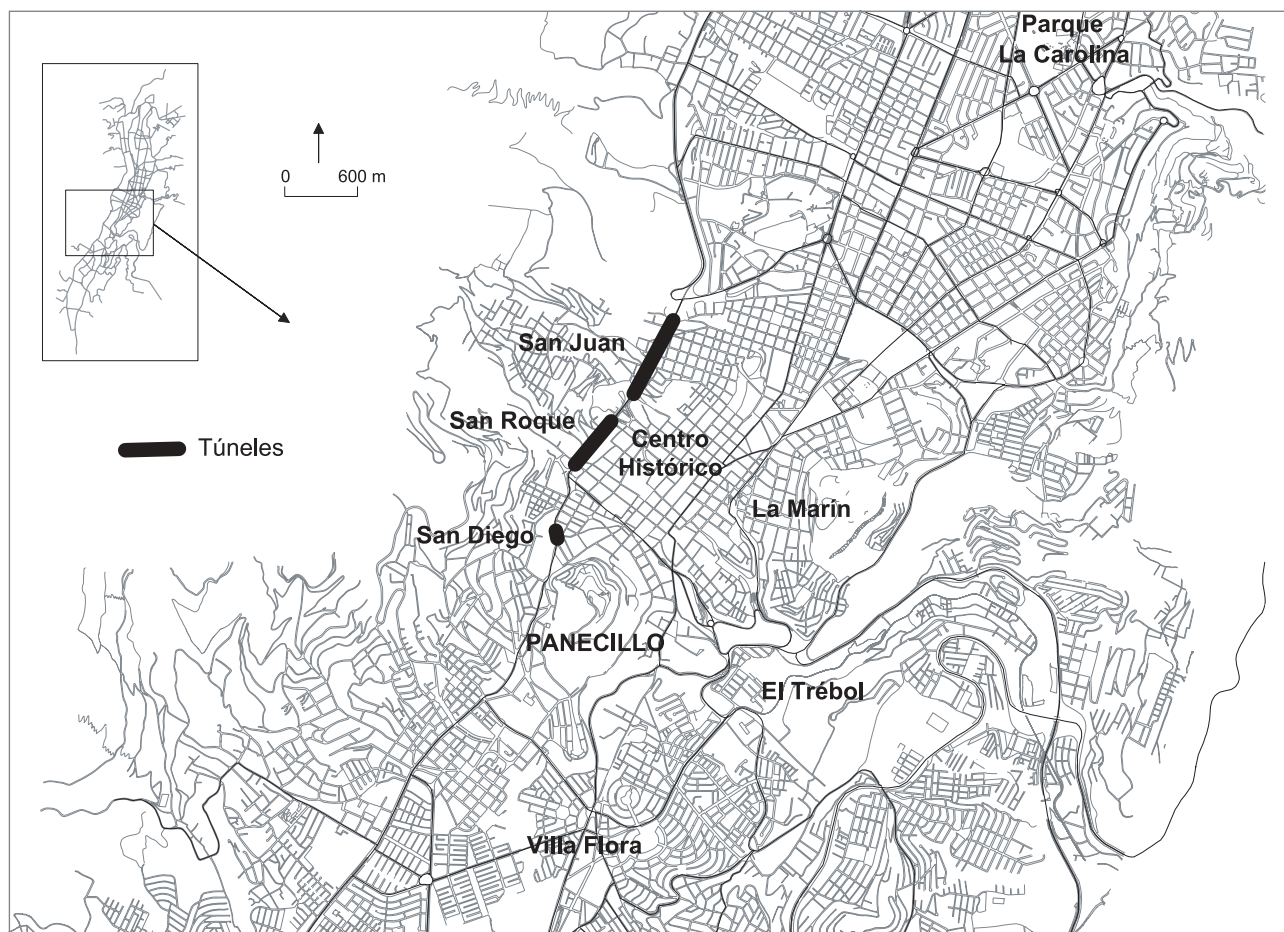 Parque
La Carolina
0 600 m
San Juan
San Roque
Centro
Histórico
Túneles
La Marín
San Diego
PANECILLO
El Trébol
Villa Flora